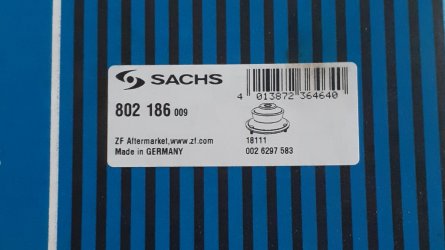 SACHS
4 013872 364640
802 186 009
ZF Aftermarket,www.zf.com
Made in GERMANY
18111
002 6297 583